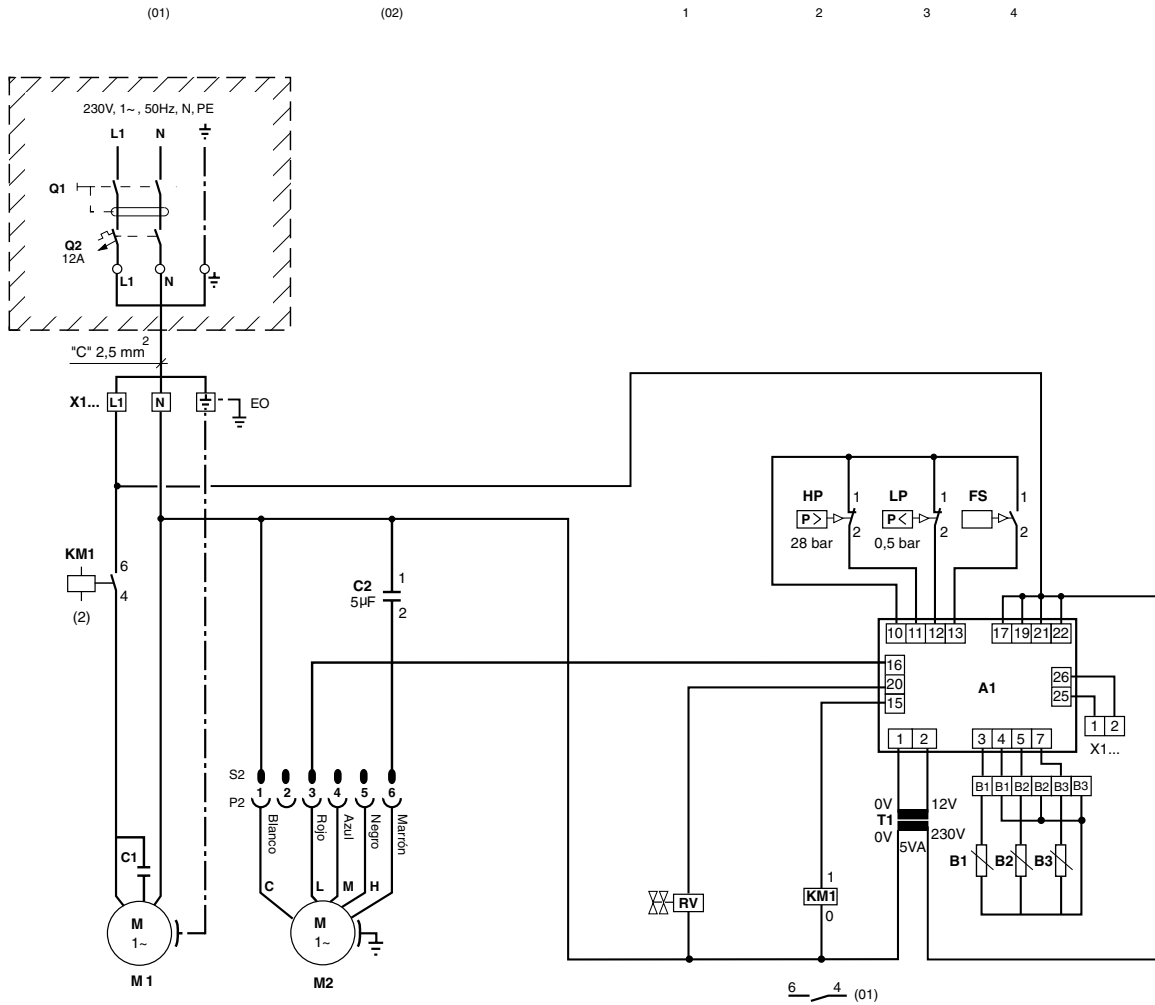 (01) (02) 1 2 3 4
230V, 1~ , 50Hz, N, PE
L1 N
Q1
Q2
12A
L1 N
"C" 2,5 mm 2
X1... L1 N EO
HP 1 LP 1 FS 1
P > P <
2 2 2
28 bar 0,5 bar
KM1 6
4
(2)
C2 1
5µF
2
10 11 12 13 17 19 21 22
16
20
15
A1
26
25
1 2
X1...
1 2 3 4 5 7
S2
P2 1 2 3 4 5 6
Blanco
Rojo
Azul
Negro
Marrón
B1 B1 B2 B2 B3 B3
0V 12V
T1
0V 230V
5VA
B1 B2 B3
C1
C L M H
M
1~
M 1
M
1~
M2
RV
1
KM1
0
6 4 (01)